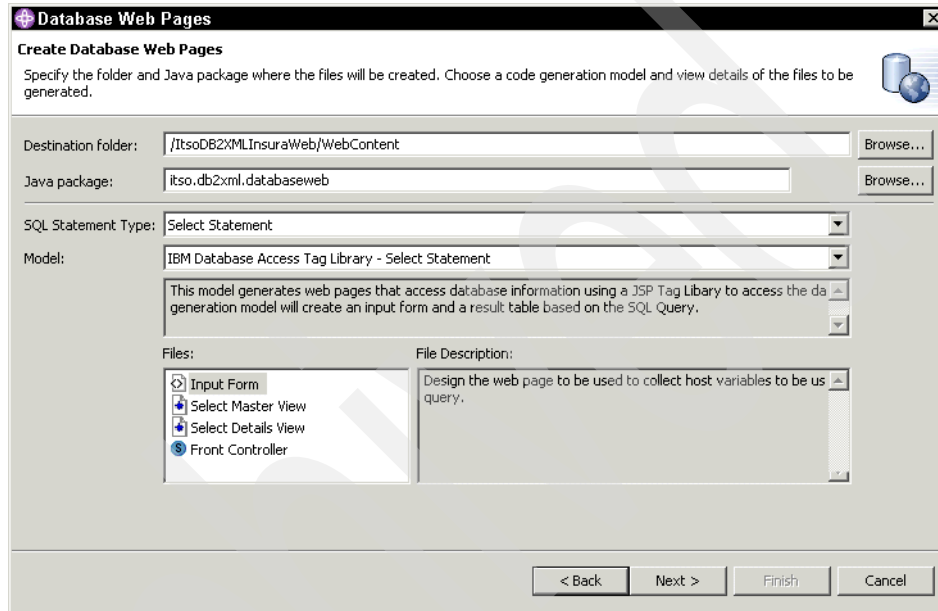 Database Web Pages
Create Database Web Pages
Specify the folder and Java package where the files will be created. Choose a code generation model and view details of the files to be
generated.
Destination folder: /ItsoDB2XMLInsuraWeb/WebContent Browse...
Java package: itso.db2xml.databaseweb Browse...
SQL Statement Type: Select Statement
Model: IBM Database Access Tag Library - Select Statement
This model generates web pages that access database information using a JSP Tag Libary to access the da
generation model will create an input form and a result table based on the SQL Query.
Files: File Description:
Input Form
Design the web page to be used to collect host variables to be us
query.
Select Master View
Select Details View
S Front Controller
< Back Next > Finish Cancel